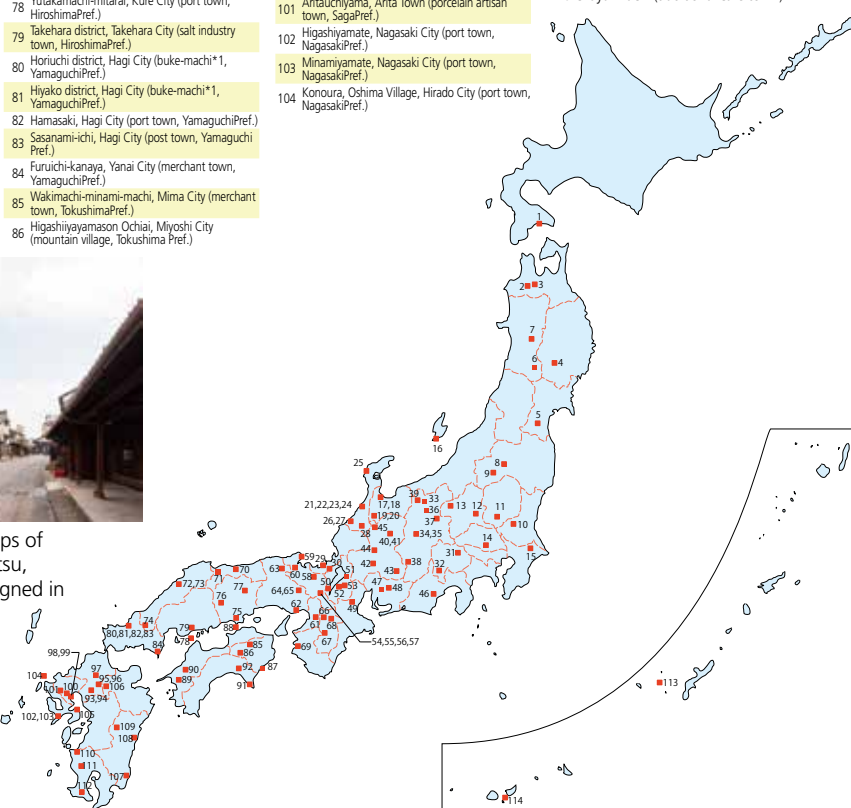 78 Yutakamachi-mitarai, Kure City (port town,
HiroshimaPref.)
79 Takehara district, Takehara City (salt industry
town, HiroshimaPref.)
80 Horiuchi district, Hagi City (buke-machi*1,
YamaguchiPref.)
81 Hiyako district, Hagi City (buke-machi*1,
YamaguchiPref.)
82 Hamasaki, Hagi City (port town, YamaguchiPref.)
83 Sasanami-ichi, Hagi City (post town, Yamaguchi
Pref.)
84 Furuichi-kanaya, Yanai City (merchant town,
YamaguchiPref.)
85 Wakimachi-minami-machi, Mima City (merchant
town, TokushimaPref.)
86 Higashiiyayamason Ochiai, Miyoshi City
(mountain village, Tokushima Pref.)
101 Aritauchiyama, Arita Town (porcelain artisan
town, SagaPref.)
102 Higashiyamate, Nagasaki City (port town,
NagasakiPref.)
103 Minamiyamate, Nagasaki City (port town,
NagasakiPref.)
104 Konoura, Oshima Village, Hirado City (port town,
NagasakiPref.)
ps of
tsu,
igned in
1
2 3
7
6 4
5
16
8
9
25
39 33
17,18 36 13 12 11
21,22,23,24
19,20 37
26,27
28 45 10
40,41 34,35
14
44 31 15
59
29 30
42 38
43 32
63 60 58 51
70
71
72,73
77
64,65 50 52 53
47 48 46
76
62 49
75
74
66
61 68
80,81,82,83
79
88
78
67
69
54,55,56,57
84
85
86
98,99
97
104
90
89
92 87
91
95,96
106
101 100
93,94
113
102,103 105
109
108
110
111
107
112
114